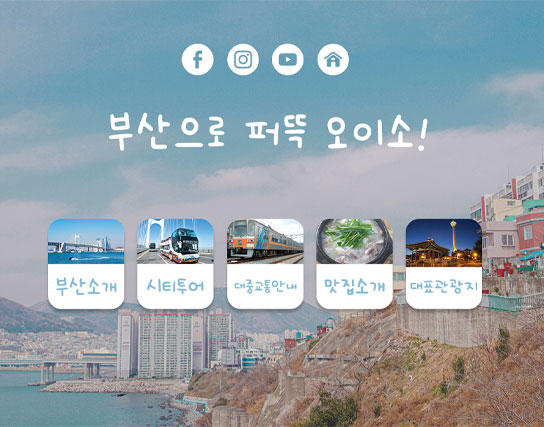 부산으로 퍼뜩 오이소!
부산소개
시티투어
대중교통안내
맛집소개
대표관광지